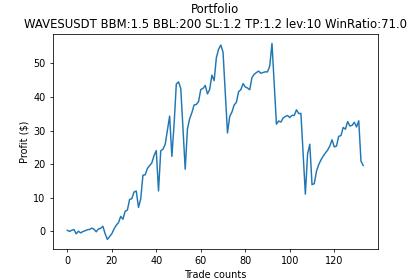 Portfolio
WAVESUSDT BBM:1.5 BBL:200 SL:1.2 TP:1.2 lev:10 WinRatio:71.0
50
40
30
20
10
0
Profit ($)
0 20 40 60 80 100 120
Trade counts